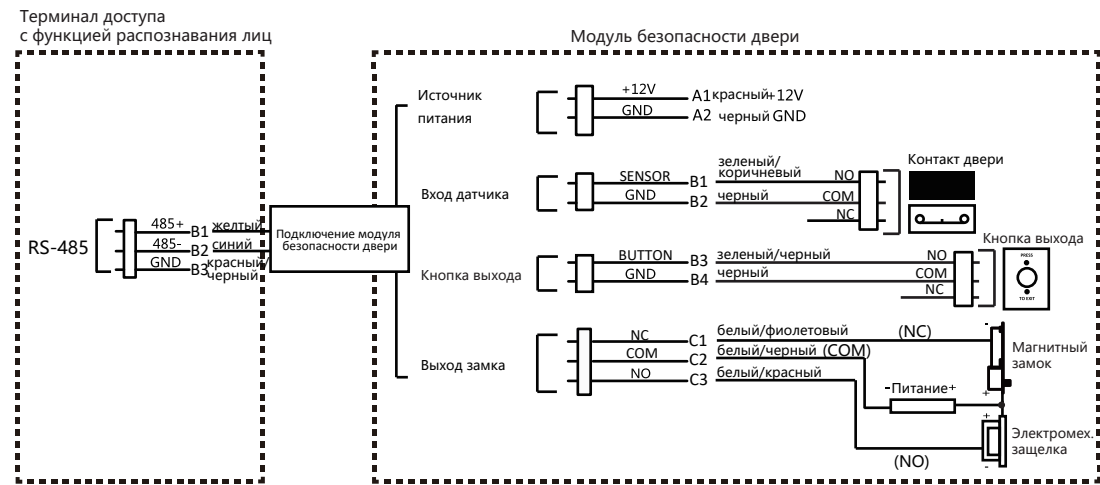 Терминал доступа
с функцией распознавания лиц
Модуль безопасности двери
RS-485
485+ B1 желтый
485- B2 синий
GND B3 красный/
черный
Подключение модуля
безопасности двери
Источник
питания
+12V A1 красный +12V
GND A2 черный GND
Вход датчика
SENSOR B1 зеленый/
коричневый NO
GND B2 черный COM
NC
Контакт двери
Кнопка выхода
BUTTON B3 зеленый/черный NO
GND B4 черный COM
NC
Кнопка выхода
PRESS
TO EXIT
Выход замка
NC C1 белый/фиолетовый (NC)
COM C2 белый/черный (COM)
NO C3 белый/красный
-
Магнитный
замок
+
-Питание+
+
Электромех.
защелка
-
(NO)